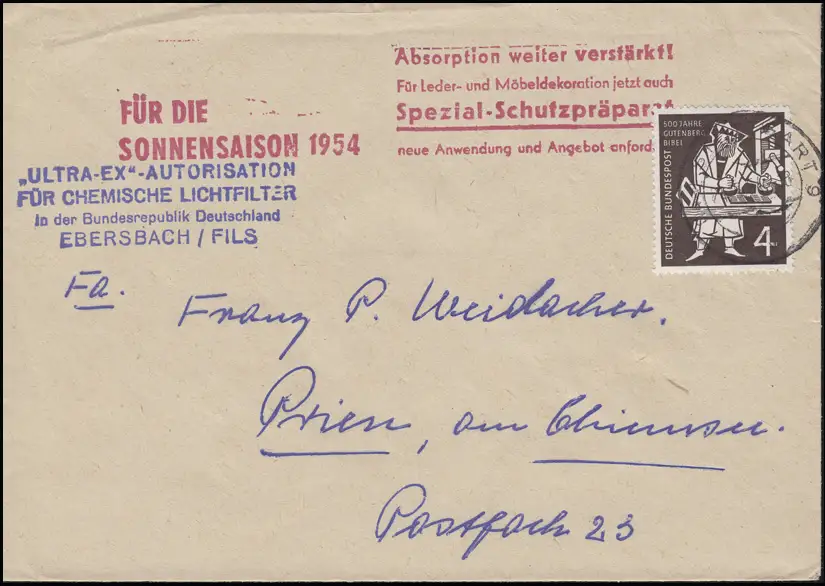 Absorption weiter verstärkt!
Für Leder- und Möbeldekoration jetzt auch
Spezial-Schutzpräparat
neue Anwendung und Angebot anford
FÜR DIE
SONNENSAISON 1954
„ULTRA-EX“-AUTORISATION
FÜR CHEMISCHE LICHTFILTER
in der Bundesrepublik Deutschland
EBERSBACH / FILS
500 JAHRE
GUTENBERG
BIBEL
DEUTSCHE BUNDESPOST
4
ART 9
Fa.
Franz P. Weidacher,
Prien, am Chiemsee.
Postfach 23